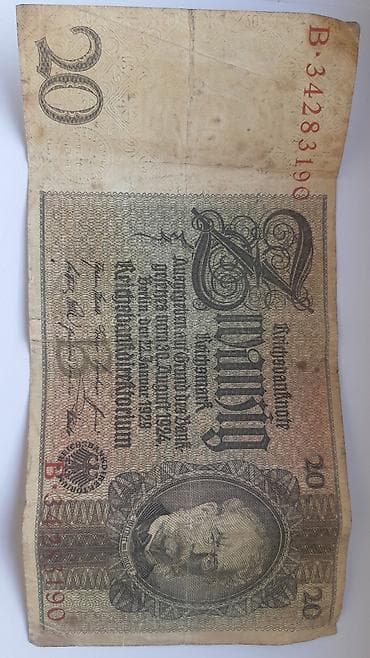 20
B·34283190
Reichsbanknote
Zwanzig
Reichsmark
ausgegeben auf Grund des Bank-
gesetzes vom 30. August 1924.
Berlin, den 22. Januar 1929
Reichsbankdirektorium
20
20
B·34283190